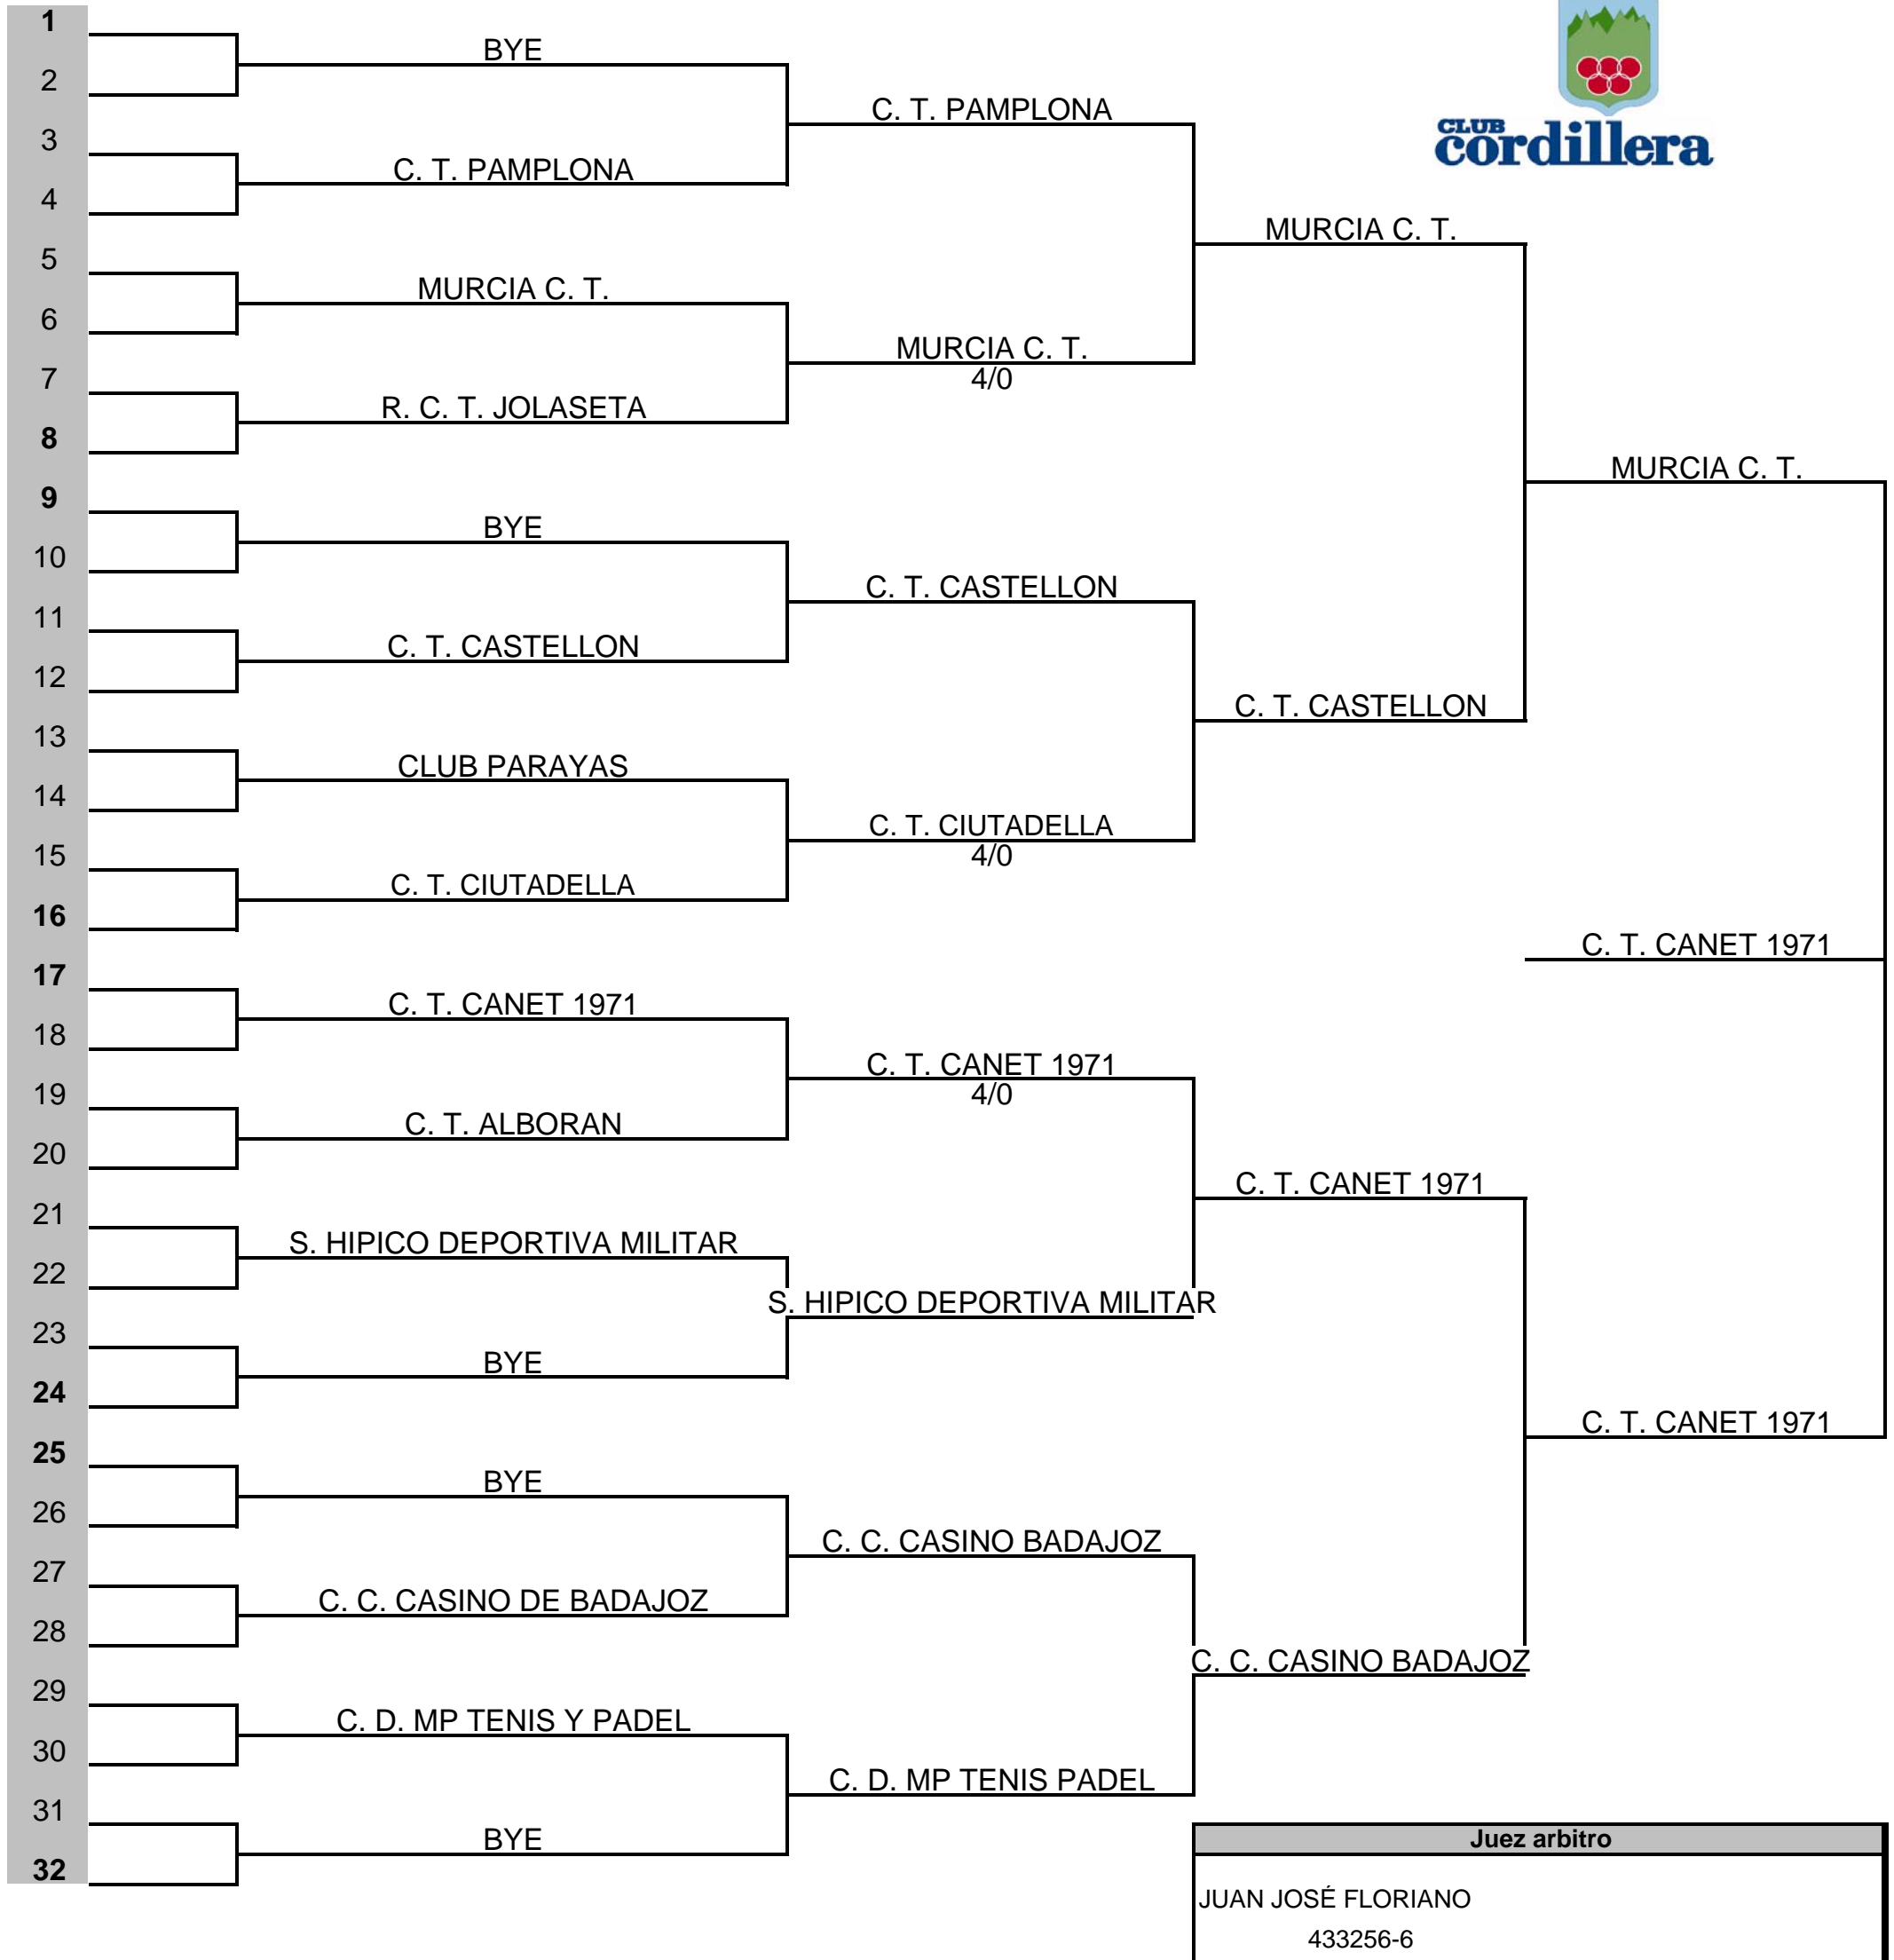 1
BYE
2
C. T. PAMPLONA
CLUB
cordillera
3
C. T. PAMPLONA
4
MURCIA C. T.
5
MURCIA C. T.
6
MURCIA C. T.
7
4/0
R. C. T. JOLASETA
8
MURCIA C. T.
9
BYE
10
C. T. CASTELLON
11
C. T. CASTELLON
12
C. T. CASTELLON
13
CLUB PARAYAS
14
C. T. CIUTADELLA
15
4/0
C. T. CIUTADELLA
16
C. T. CANET 1971
17
C. T. CANET 1971
18
C. T. CANET 1971
19
4/0
C. T. ALBORAN
20
C. T. CANET 1971
21
S. HIPICO DEPORTIVA MILITAR
22
S. HIPICO DEPORTIVA MILITAR
23
BYE
24
C. T. CANET 1971
25
BYE
26
C. C. CASINO BADAJOZ
27
C. C. CASINO DE BADAJOZ
28
C. C. CASINO BADAJOZ
29
C. D. MP TENIS Y PADEL
30
C. D. MP TENIS PADEL
31
BYE
Juez arbitro
32
JUAN JOSÉ FLORIANO
433256-6